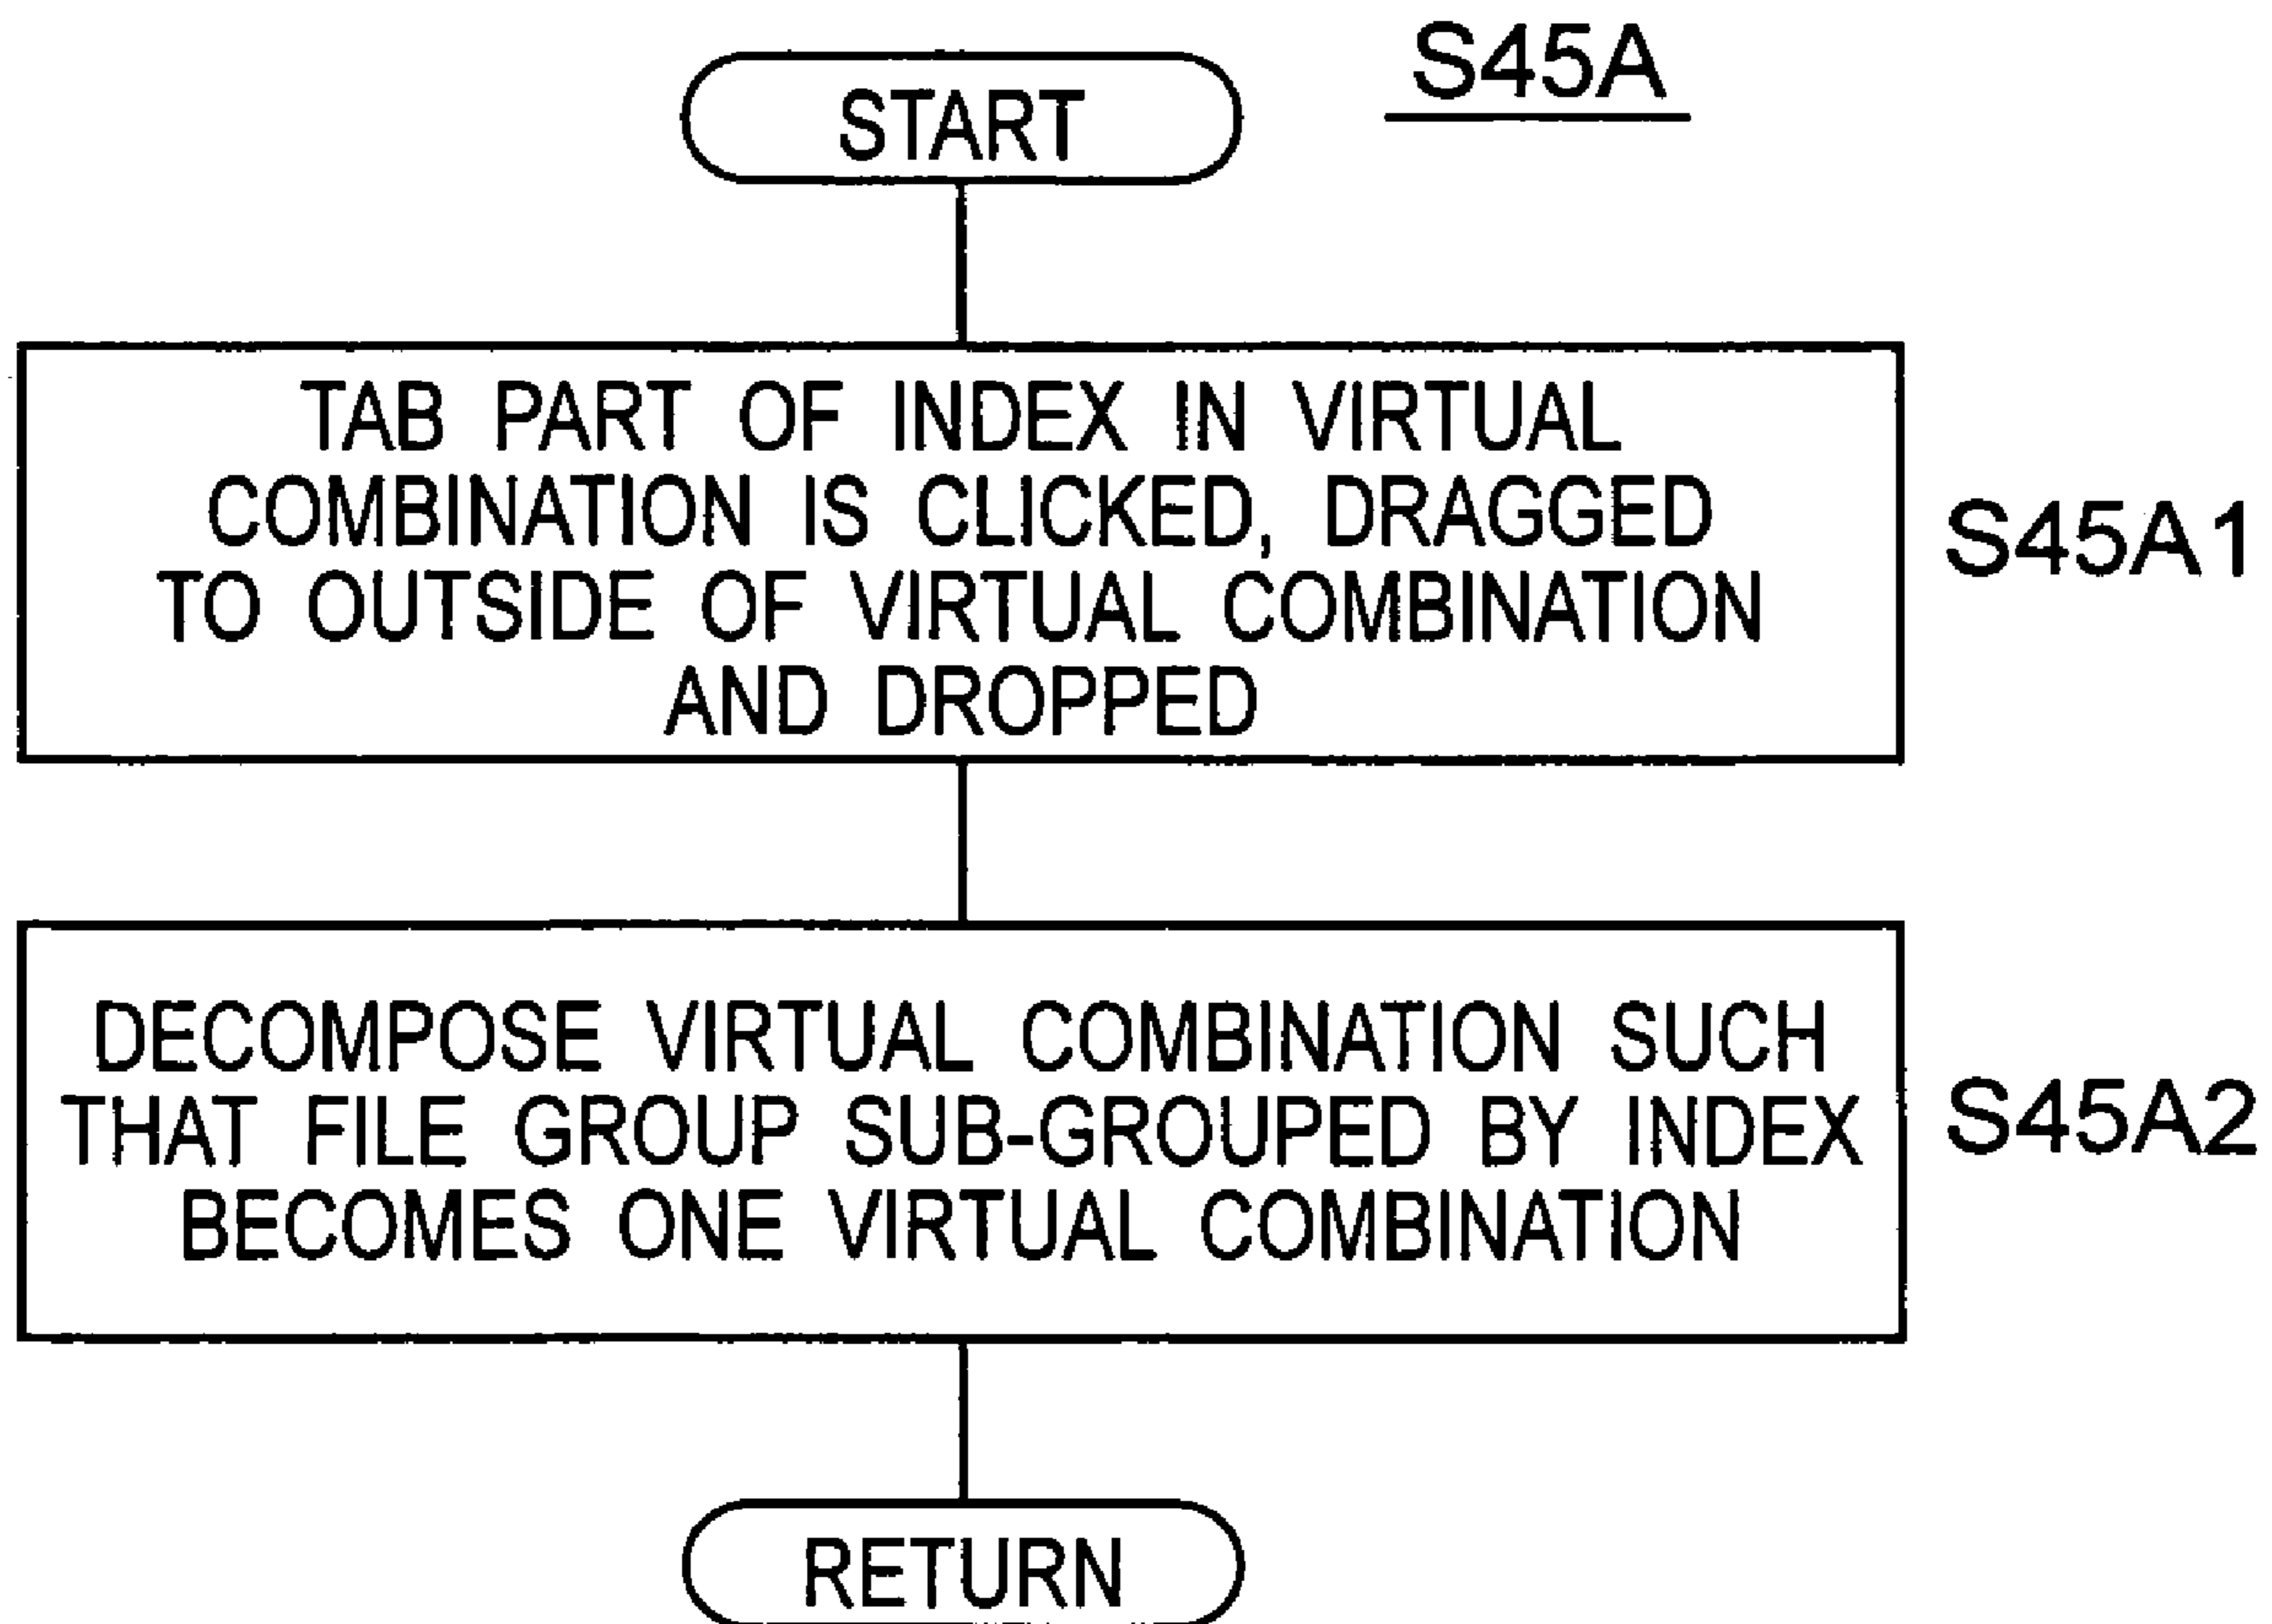 S45A
START
TAB PART OF INDEX IN VIRTUAL
COMBINATION IS CLICKED, DRAGGED
TO OUTSIDE OF VIRTUAL COMBINATION
AND DROPPED
S45A1
DECOMPOSE VIRTUAL COMBINATION SUCH
THAT FILE GROUP SUB-GROUPED BY INDEX
BECOMES ONE VIRTUAL COMBINATION
S45A2
RETURN